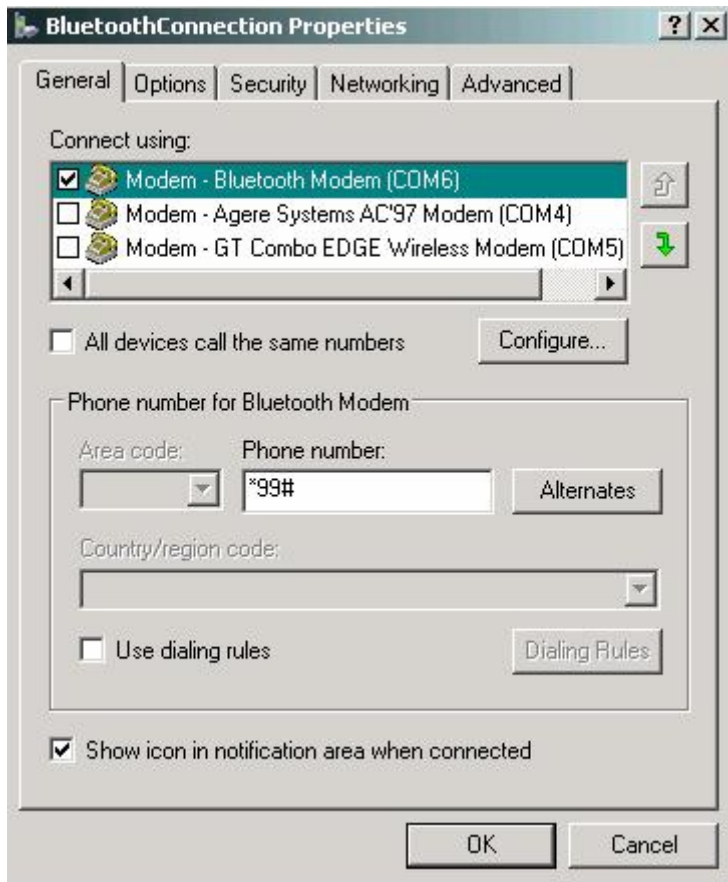 BluetoothConnection Properties
General Options Security Networking Advanced
Connect using:
Modem - Bluetooth Modem (COM6)
Modem - Agere Systems AC'97 Modem (COM4)
Modem - GT Combo EDGE Wireless Modem (COM5)
All devices call the same numbers
Configure...
Phone number for Bluetooth Modem
Area code: Phone number:
*99#
Alternates
Country/region code:
Use dialing rules
Dialing Rules
Show icon in notification area when connected
OK Cancel